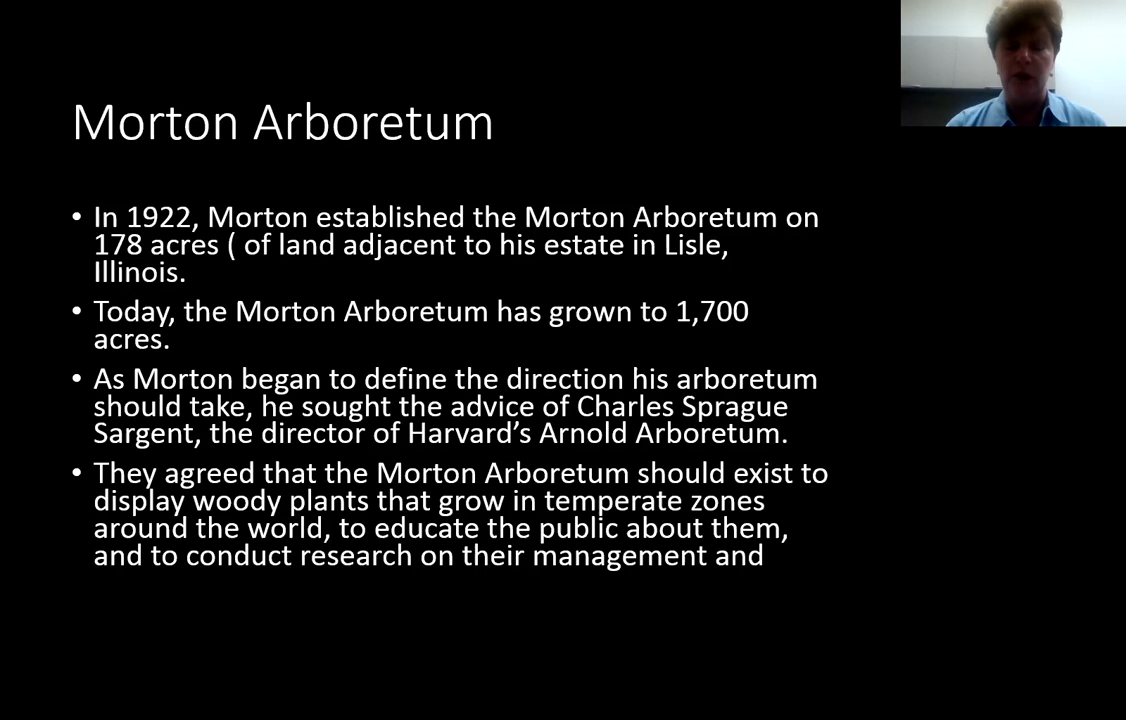 Morton Arboretum
• In 1922, Morton established the Morton Arboretum on
178 acres ( of land adjacent to his estate in Lisle,
Illinois.
• Today, the Morton Arboretum has grown to 1,700
acres.
• As Morton began to define the direction his arboretum
should take, he sought the advice of Charles Sprague
Sargent, the director of Harvard’s Arnold Arboretum.
• They agreed that the Morton Arboretum should exist to
display woody plants that grow in temperate zones
around the world, to educate the public about them,
and to conduct research on their management and